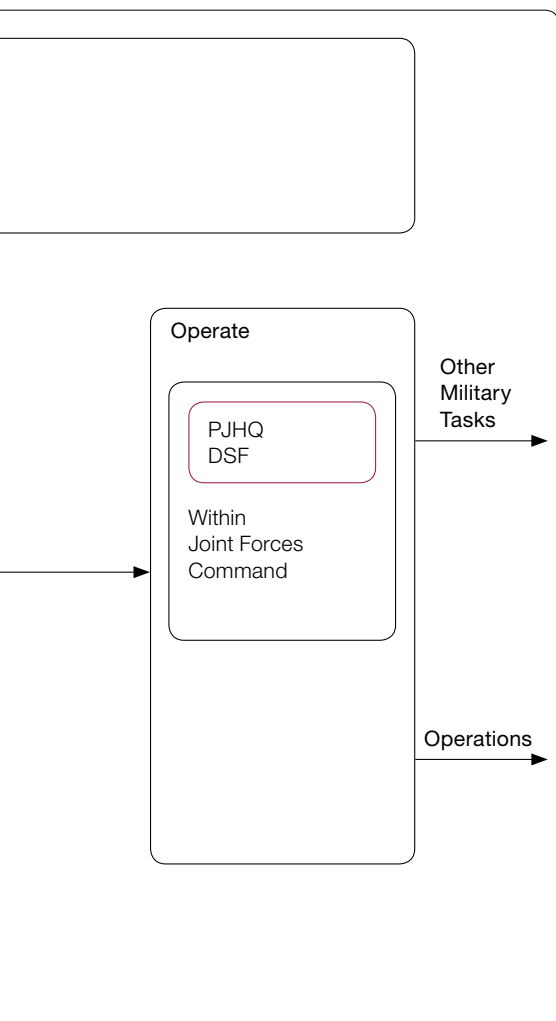 Operate
Other
Military
Tasks
PJHQ
DSF
Within
Joint Forces
Command
Operations